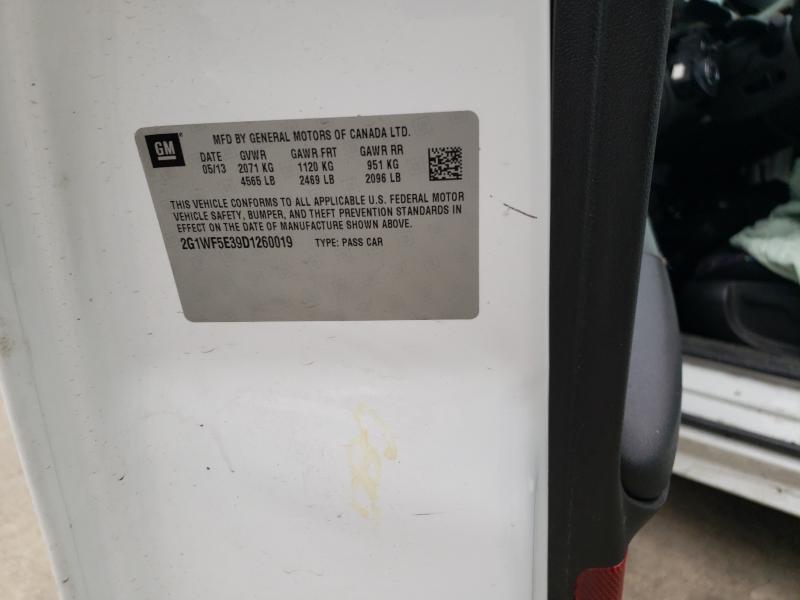 GM
MFD BY GENERAL MOTORS OF CANADA LTD.
DATE GVWR GAWR FRT GAWR RR
05/13 2071 KG 1120 KG 951 KG
4565 LB 2469 LB 2096 LB
THIS VEHICLE CONFORMS TO ALL APPLICABLE U.S. FEDERAL MOTOR
VEHICLE SAFETY, BUMPER, AND THEFT PREVENTION STANDARDS IN
EFFECT ON THE DATE OF MANUFACTURE SHOWN ABOVE.
2G1WF5E39D1260019 TYPE: PASS CAR